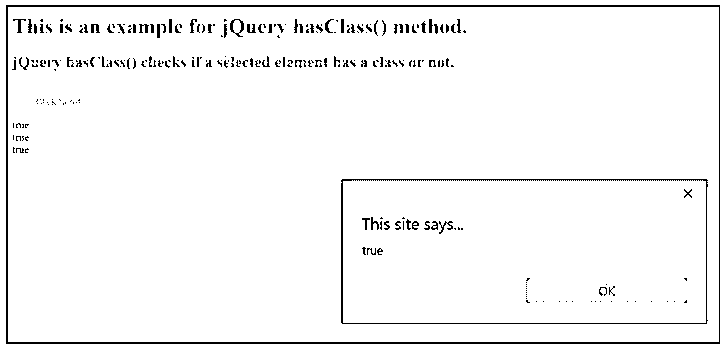 This is an example for jQuery hasClass() method.
jQuery hasClass() checks if a selected element has a class or not.
true
true
true
×
This site says...
true
OK